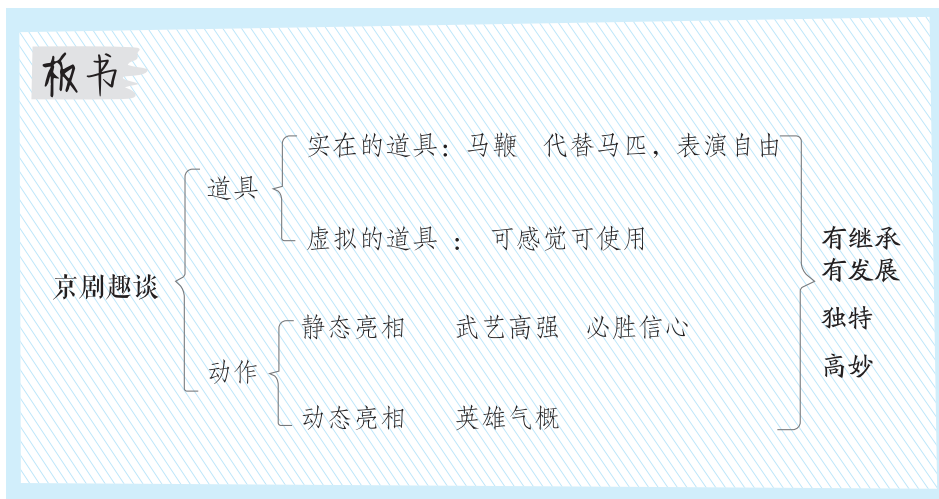 板书
实在的道具：马鞭 代替马匹，表演自由
道具
虚拟的道具： 可感觉可使用
京剧趣谈
静态亮相 武艺高强 必胜信心
动作
动态亮相 英雄气概
有继承
有发展
独特
高妙